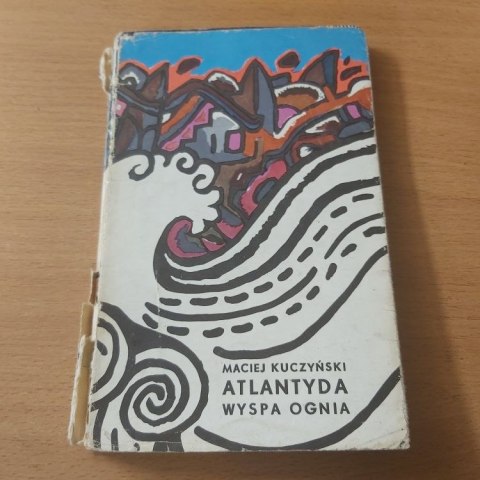 MACIEJ KUCZYŃSKI
ATLANTYDA
WYSPA OGNIA